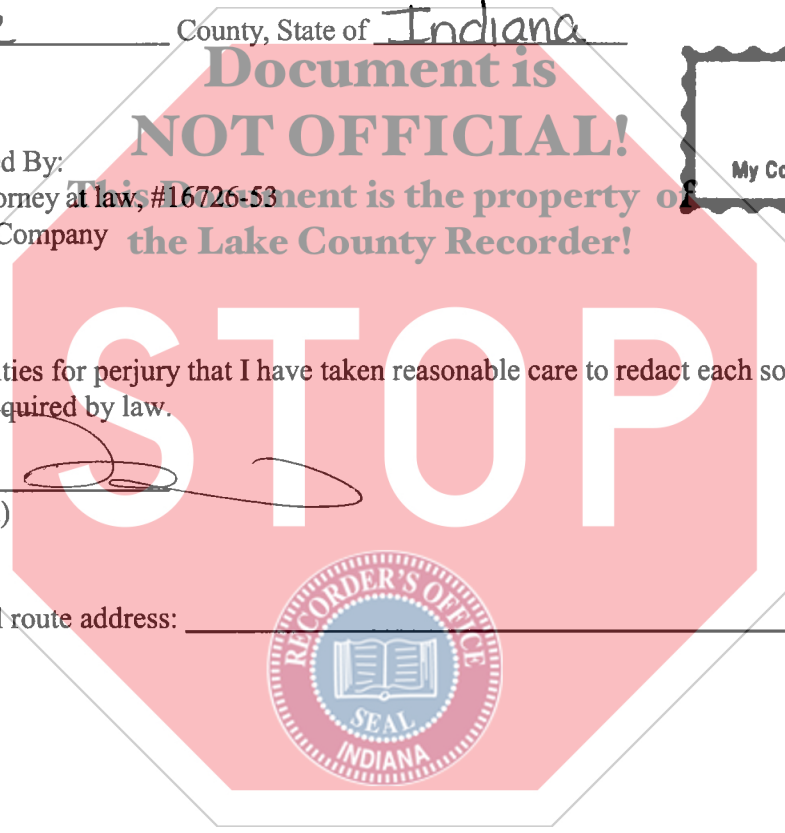 County, State of Indiana
Document is
NOT OFFICIAL!
ed By:
My Co
orney at law, #16726-53
This Document is the property of
Company
the Lake County Recorder!
STOP
lties for perjury that I have taken reasonable care to redact each so
quired by law.
)
l route address:
RECORDER'S OFFICE
SEAL
INDIANA